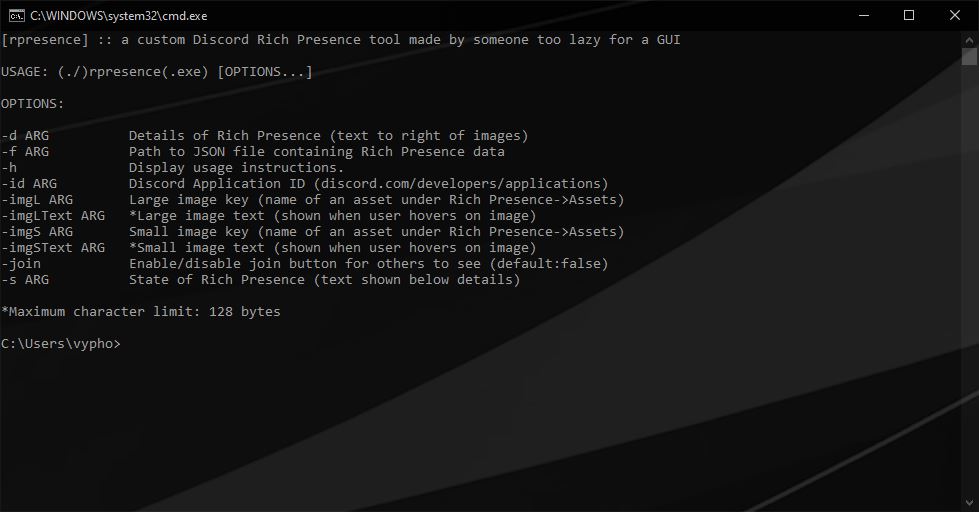 C:\WINDOWS\system32\cmd.exe
[rpresence] :: a custom Discord Rich Presence tool made by someone too lazy for a GUI
USAGE: (./)rpresence(.exe) [OPTIONS...]
OPTIONS:
-d ARG          Details of Rich Presence (text to right of images)
-f ARG          Path to JSON file containing Rich Presence data
-h              Display usage instructions.
-id ARG         Discord Application ID (discord.com/developers/applications)
-imgL ARG       Large image key (name of an asset under Rich Presence->Assets)
-imgLText ARG   *Large image text (shown when user hovers on image)
-imgS ARG       Small image key (name of an asset under Rich Presence->Assets)
-imgSText ARG   *Small image text (shown when user hovers on image)
-join           Enable/disable join button for others to see (default:false)
-s ARG          State of Rich Presence (text shown below details)
*Maximum character limit: 128 bytes
C:\Users\vypho>